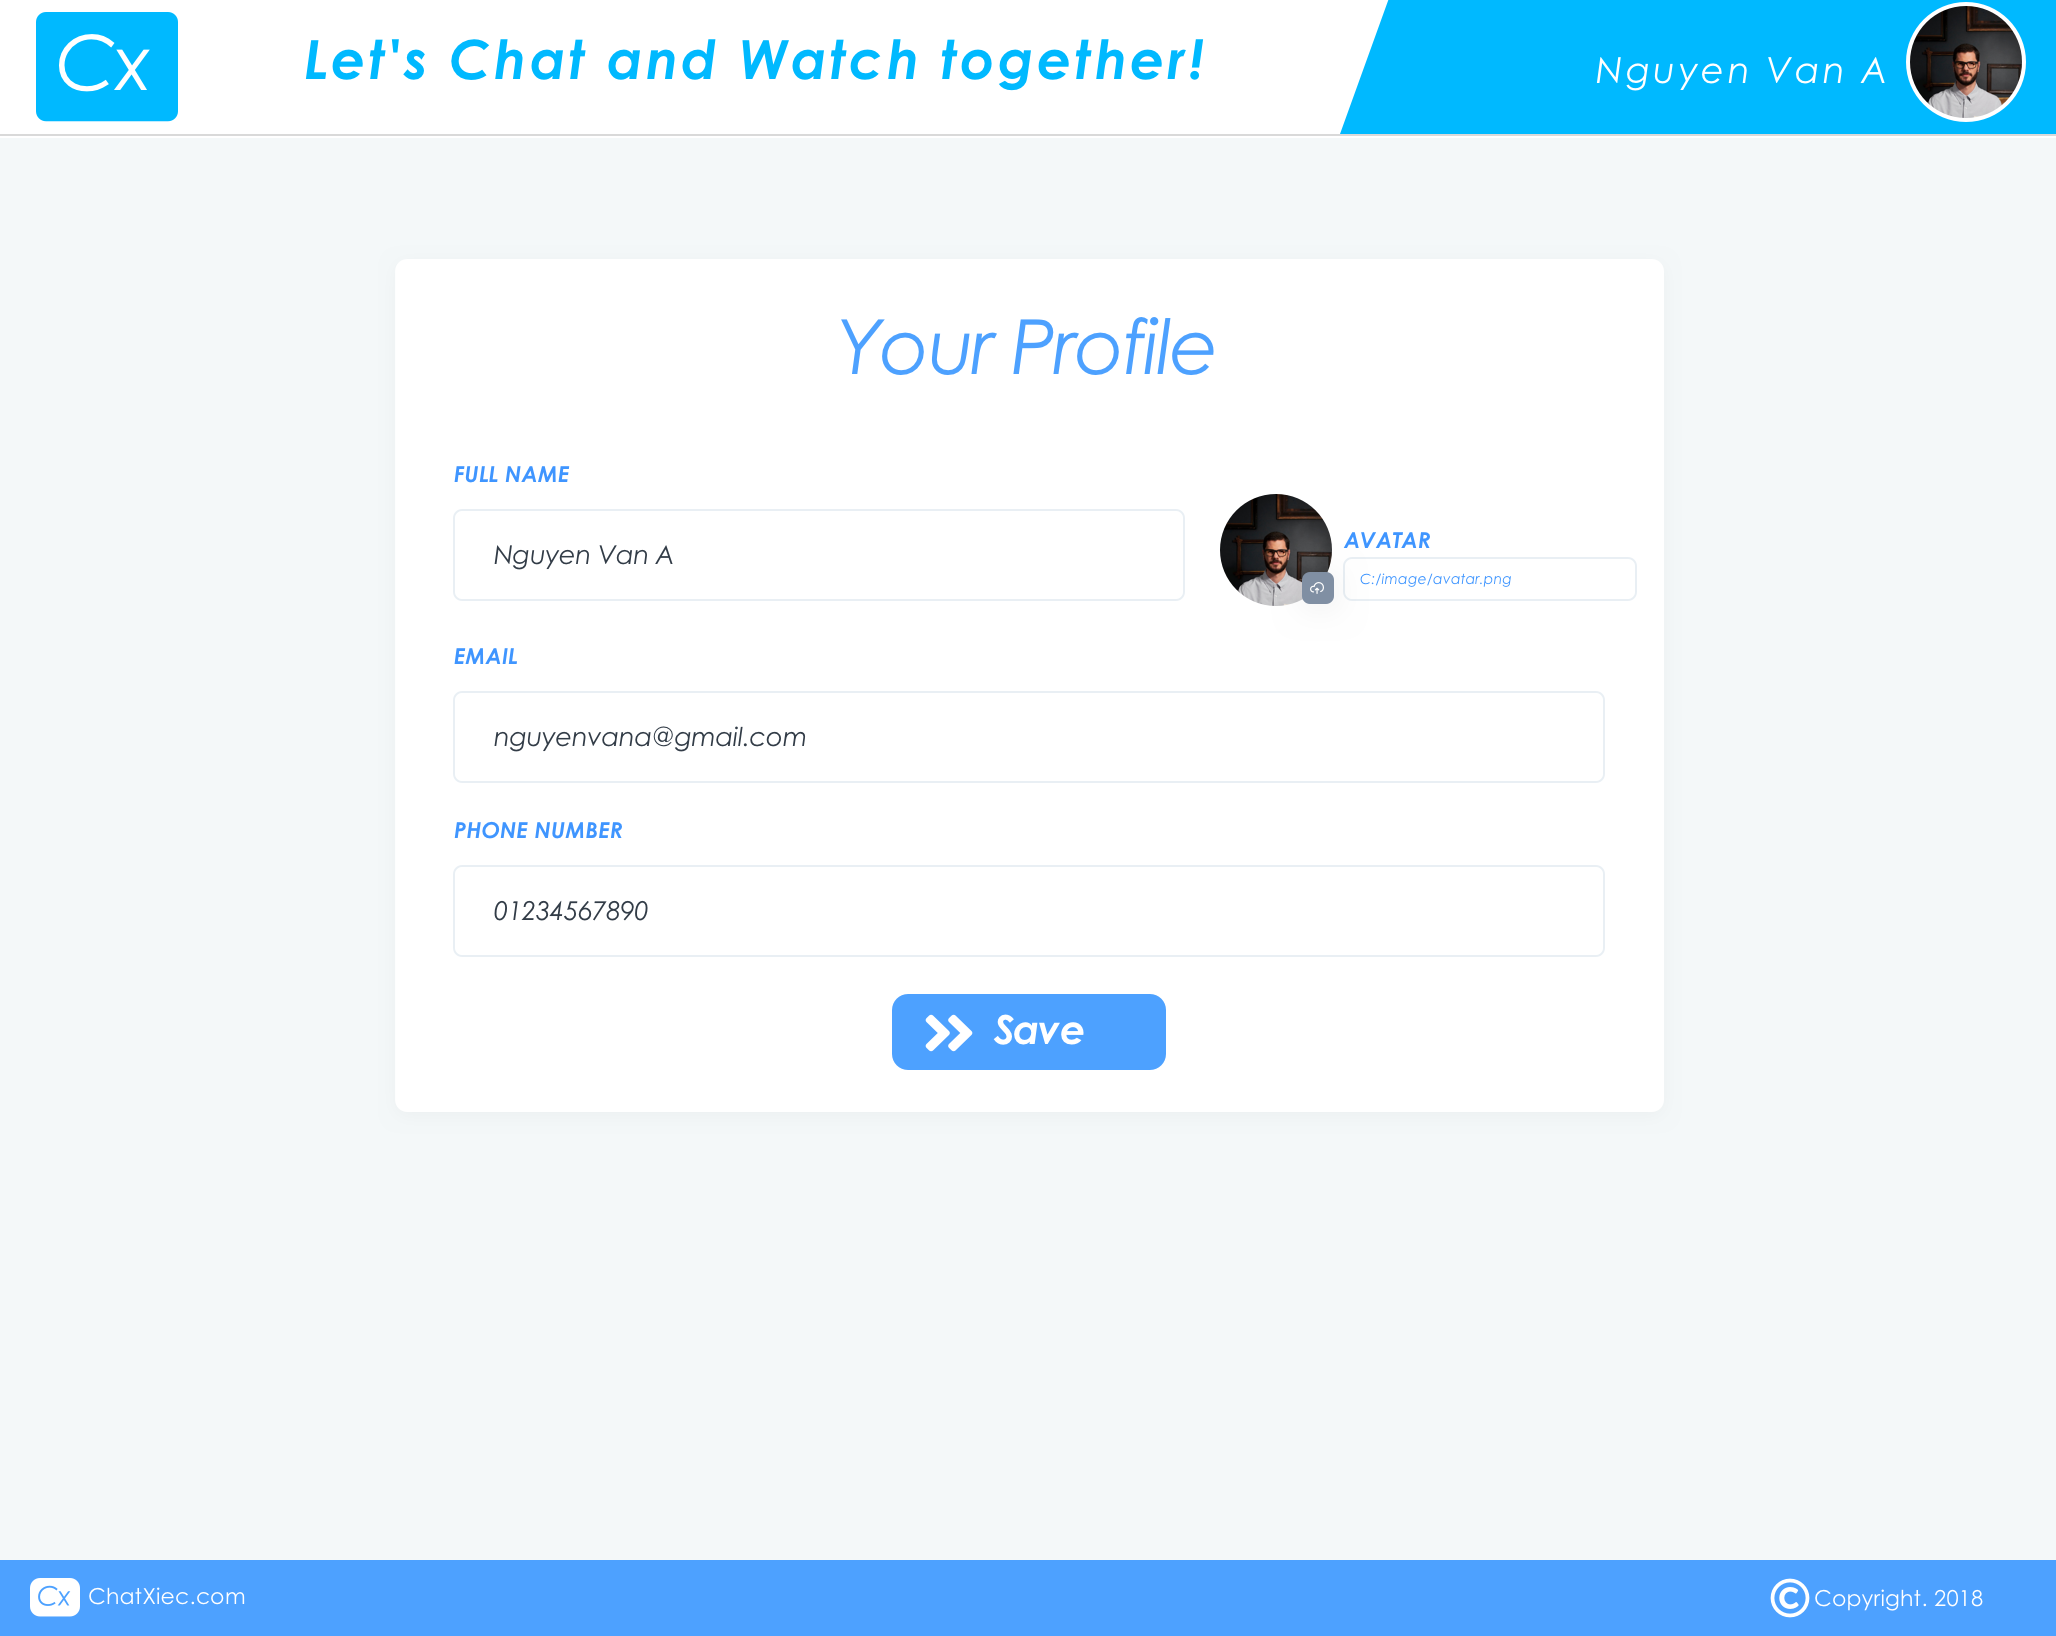 Cx
Let's Chat and Watch together!
Nguyen Van A
Your Profile
FULL NAME
Nguyen Van A
AVATAR
C:/image/avatar.png
EMAIL
nguyenvana@gmail.com
PHONE NUMBER
01234567890
Save
Cx ChatXiec.com
© Copyright. 2018